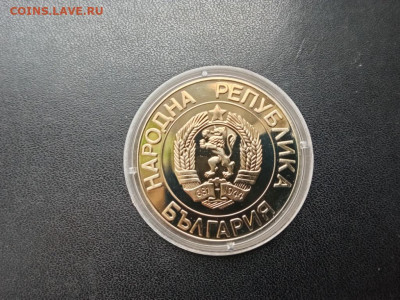 COINS.LAVE.RU
НАРОДНА РЕПУБЛИКА
БЪЛГАРИЯ
681 1944